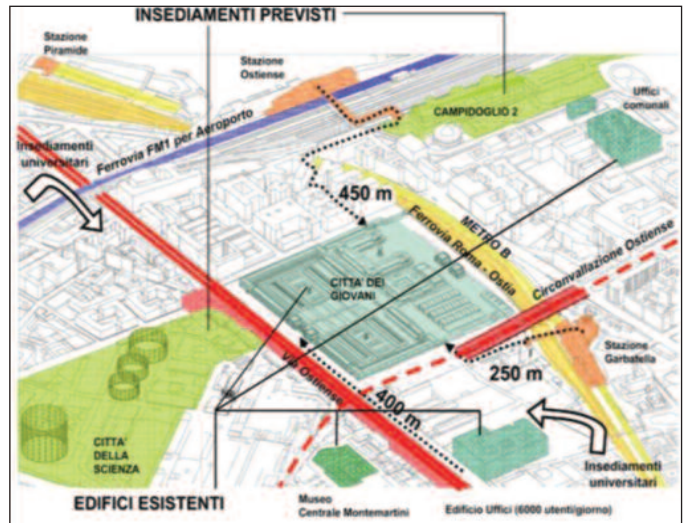 INSEDIAMENTI PREVISTI
Stazione
Piramide
Stazione
Ostiense
CAMPIDOGLIO 2
Uffici
comunali
Insediamenti
universitari
Ferrovia FM1 per Aeroporto
450 m
METRO B
Ferrovia Roma - Ostia
Circonvallazione Ostiense
CITTA' DEI
GIOVANI
Stazione
Garbatella
250 m
Via Ostiense
400 m
CITTA'
DELLA
SCIENZA
Insediamenti
universitari
EDIFICI ESISTENTI
Museo
Centrale Montemartini
Edificio Uffici (6000 utenti/giorno)